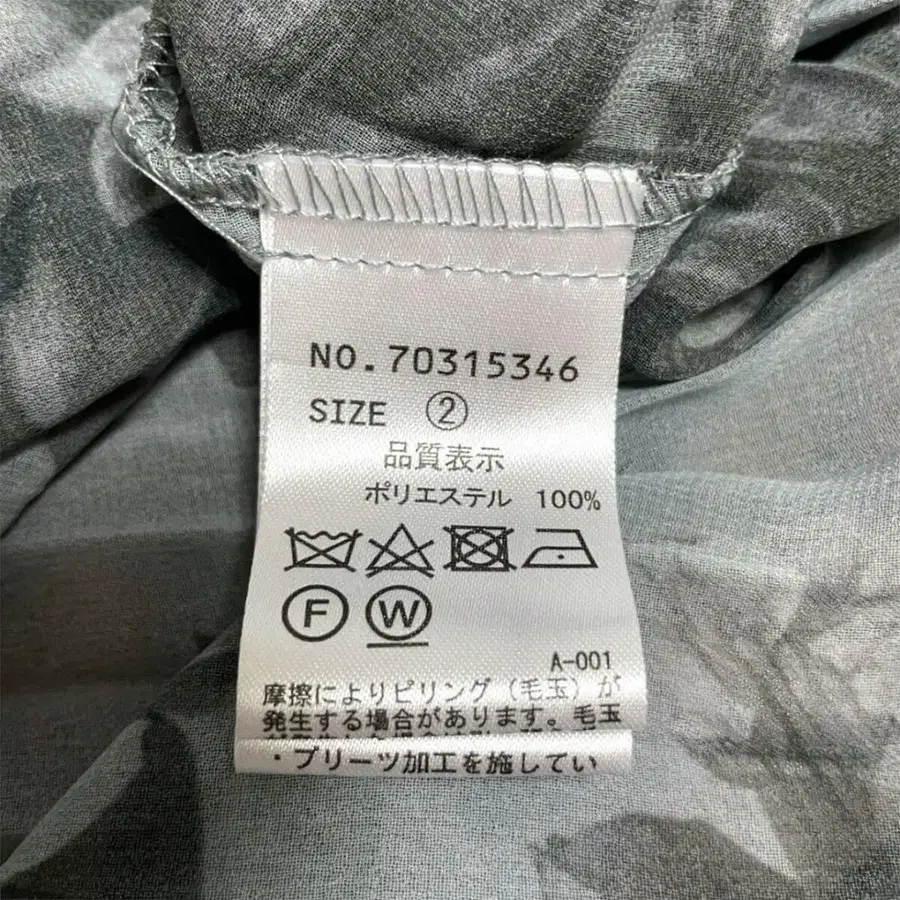 NO.70315346
SIZE ②
品質表示
ポリエステル 100%
F W
A-001
摩擦によりピリング(毛玉)が
発生する場合があります。毛玉
・プリーツ加工を施してい